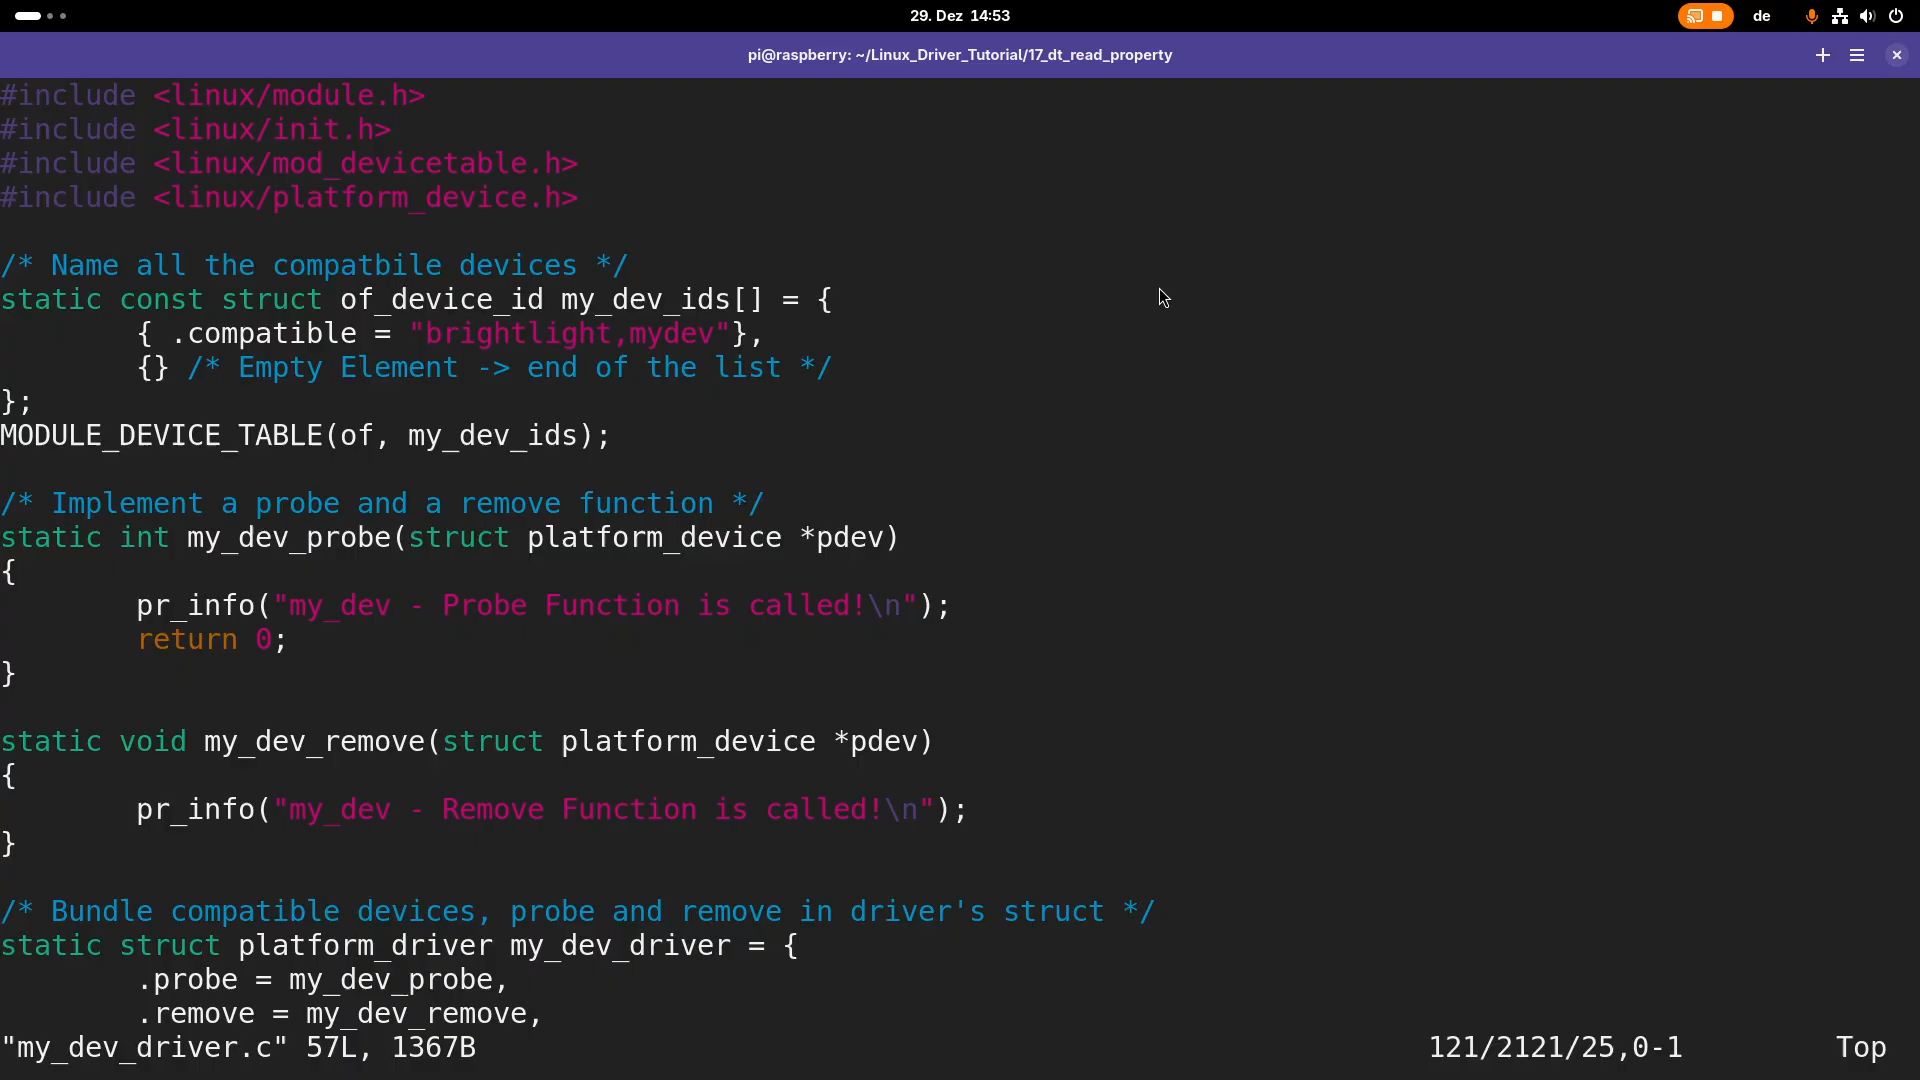 29. Dez 14:53
de
pi@raspberry: ~/Linux_Driver_Tutorial/17_dt_read_property
#include <linux/module.h>
#include <linux/init.h>
#include <linux/mod_devicetable.h>
#include <linux/platform_device.h>
/* Name all the compatbile devices */
static const struct of_device_id my_dev_ids[] = {
{ .compatible = "brightlight,mydev"},
{} /* Empty Element -> end of the list */
};
MODULE_DEVICE_TABLE(of, my_dev_ids);
/* Implement a probe and a remove function */
static int my_dev_probe(struct platform_device *pdev)
{
pr_info("my_dev - Probe Function is called!\n");
return 0;
}
static void my_dev_remove(struct platform_device *pdev)
{
pr_info("my_dev - Remove Function is called!\n");
}
/* Bundle compatible devices, probe and remove in driver's struct */
static struct platform_driver my_dev_driver = {
.probe = my_dev_probe,
.remove = my_dev_remove,
"my_dev_driver.c" 57L, 1367B 121/2121/25,0-1 Top